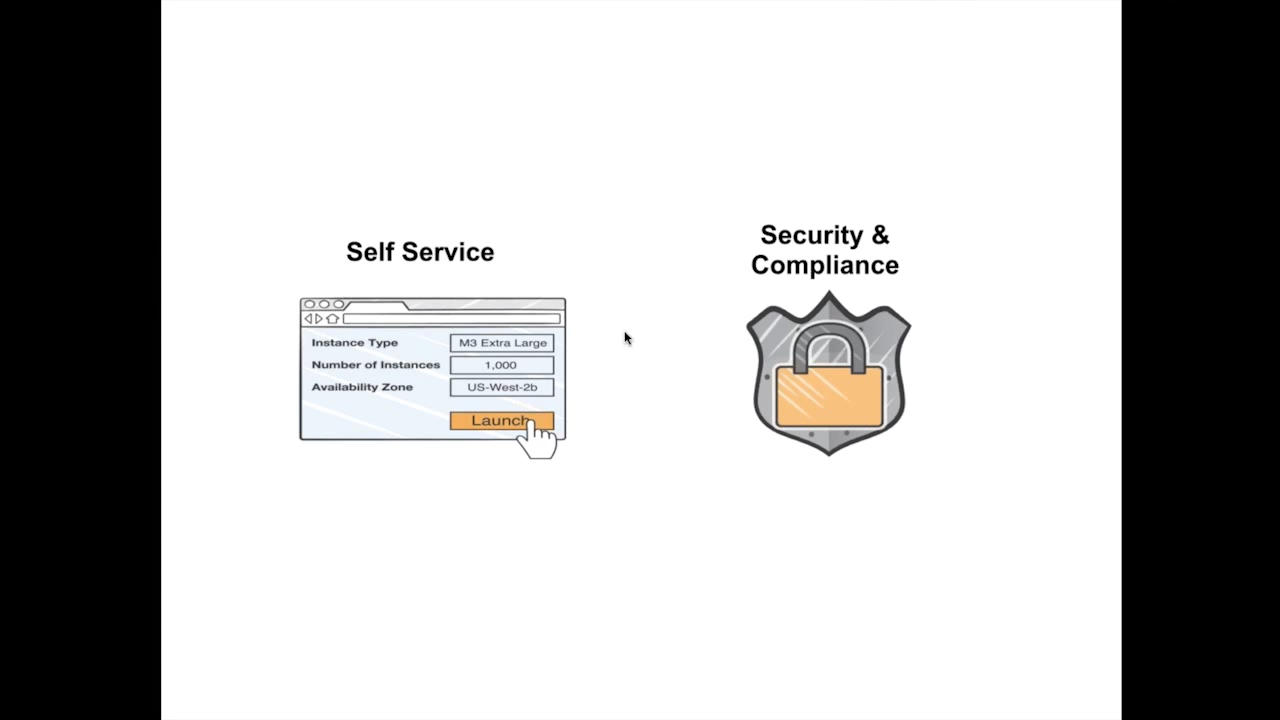 Self Service
Instance Type
M3 Extra Large
Number of Instances
1,000
Availability Zone
US-West-2b
Launch
Security &
Compliance